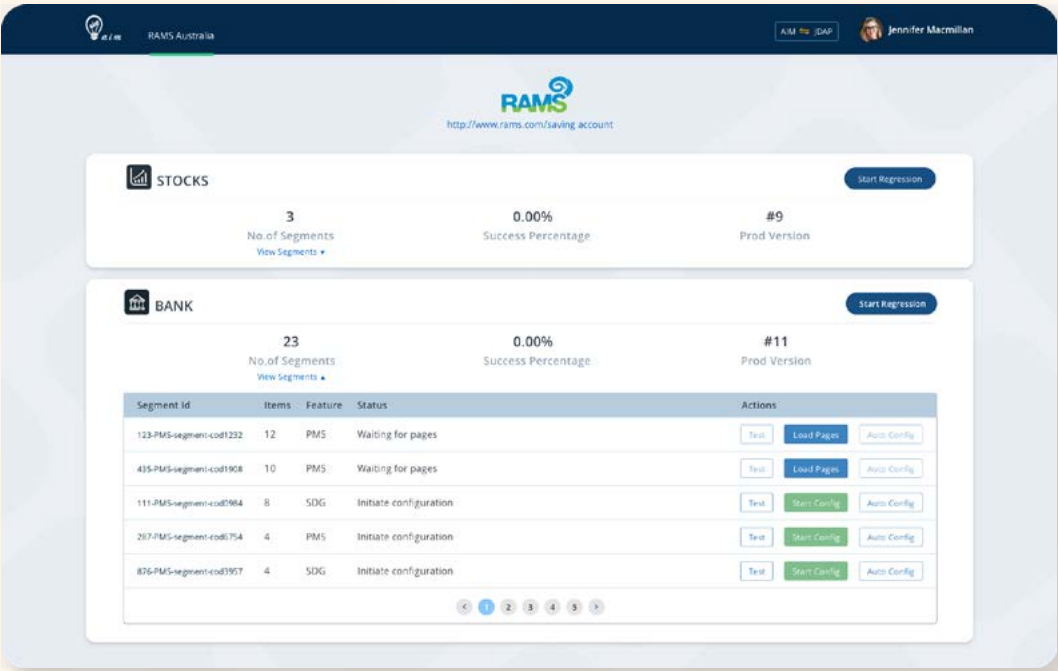 aim
RAMS Australia
AIM ⇋ JDAP
Jennifer Macmillan
RAMS
http://www.rams.com/saving account
STOCKS
Start Regression
3
No.of Segments
View Segments ▾
0.00%
Success Percentage
#9
Prod Version
BANK
Start Regression
23
No.of Segments
View Segments ▴
0.00%
Success Percentage
#11
Prod Version
Segment Id Items Feature Status Actions
123-PMS-segment-cod1232 12 PMS Waiting for pages Test Load Pages Auto Config
435-PMS-segment-cod1908 10 PMS Waiting for pages Test Load Pages Auto Config
111-PMS-segment-cod0984 8 SDG Initiate configuration Test Start Config Auto Config
287-PMS-segment-cod6754 4 PMS Initiate configuration Test Start Config Auto Config
876-PMS-segment-cod3957 4 SDG Initiate configuration Test Start Config Auto Config
< 1 2 3 4 5 >